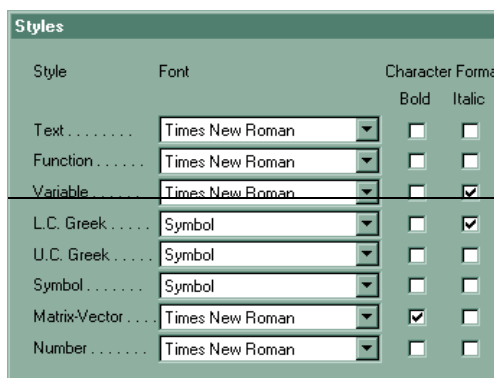 Styles
Style Font Character Forma
Bold Italic
Text . . . . . . . . Times New Roman
Function . . . . . . Times New Roman
Variable . . . . . . Times New Roman
L.C. Greek . . . . . Symbol
U.C. Greek . . . . . Symbol
Symbol . . . . . . . Symbol
Matrix-Vector . . . . Times New Roman
Number . . . . . . . Times New Roman